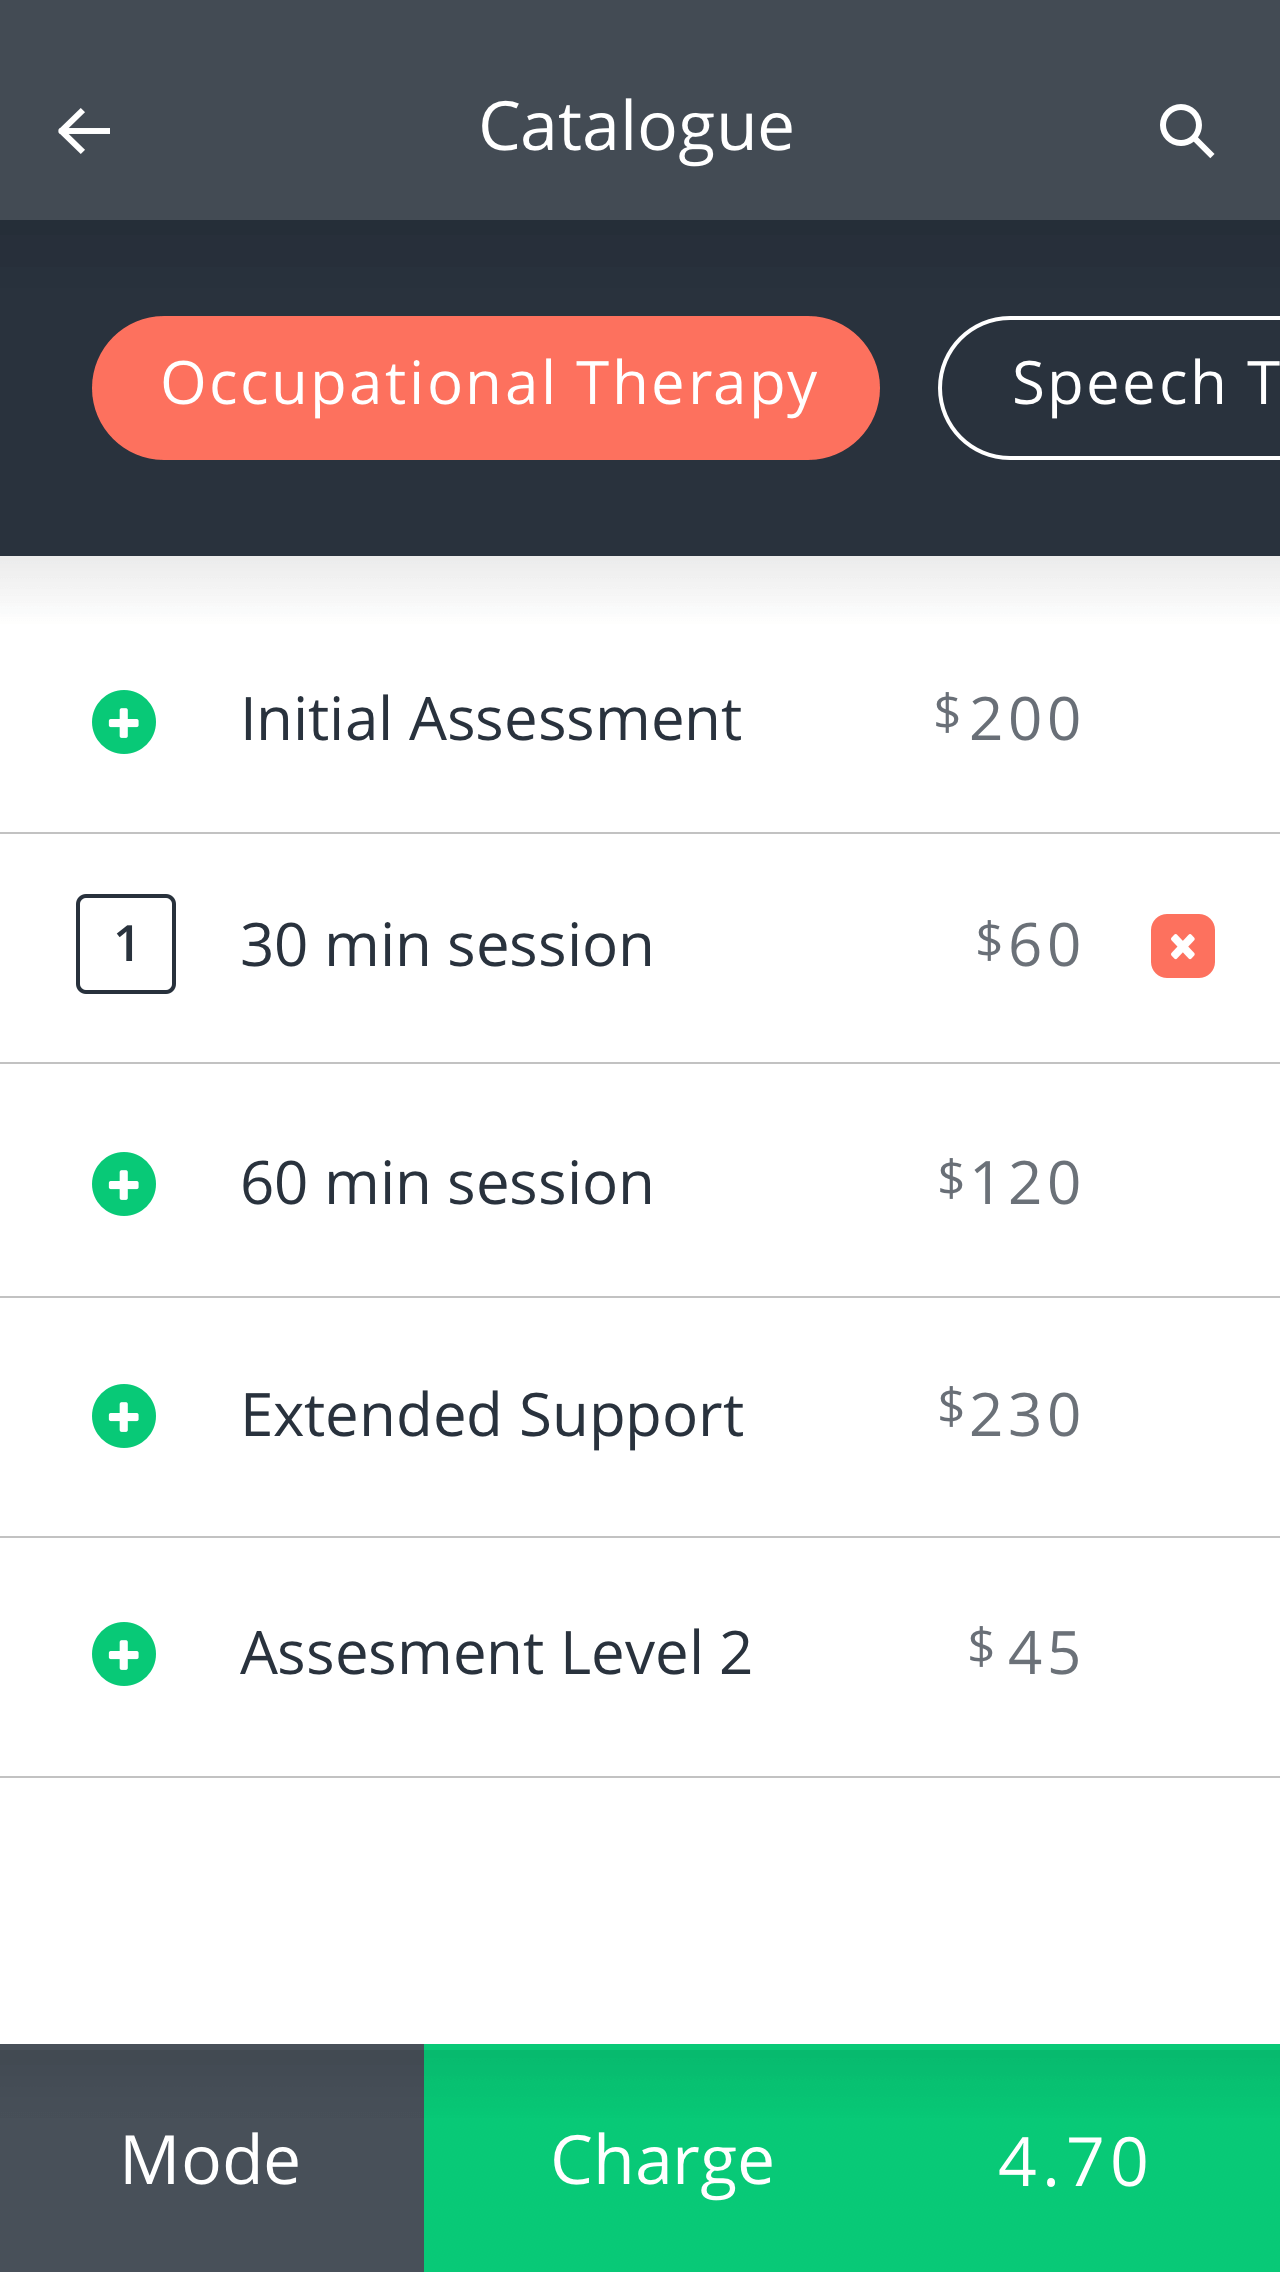 Catalogue
Occupational Therapy
Speech T
Initial Assessment $200
1 30 min session $60
60 min session $120
Extended Support $230
Assesment Level 2 $ 45
Mode Charge 4.70